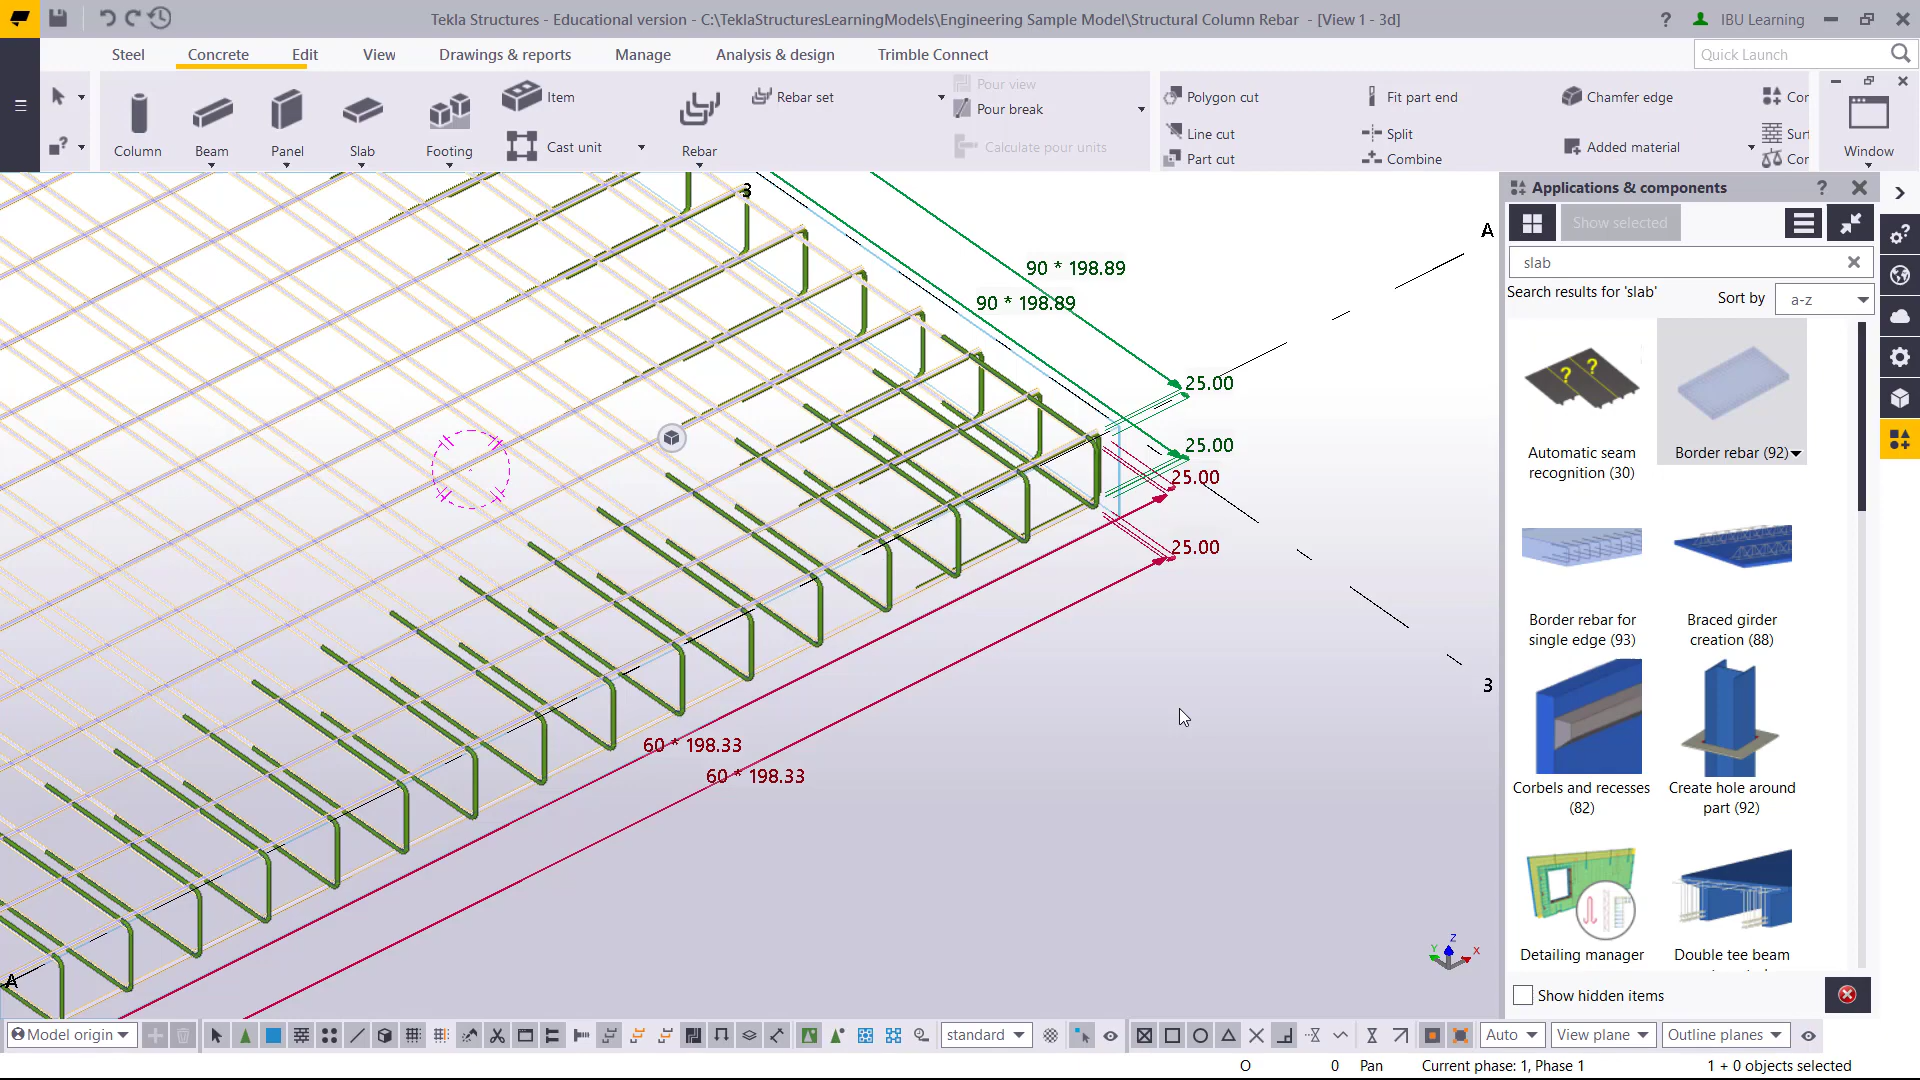 Tekla Structures - Educational version - C:\TeklaStructuresLearningModels\Engineering Sample Model\Structural Column Rebar - [View 1 - 3d]
? IBU Learning
Steel Concrete Edit View Drawings & reports Manage Analysis & design Trimble Connect
Quick Launch
Column
Beam
Panel
Slab
Footing
Item
Cast unit
Rebar
Rebar set
Pour view
Pour break
Calculate pour units
Polygon cut
Line cut
Part cut
Fit part end
Split
Combine
Chamfer edge
Added material
Cor
Surf
Cor
Window
Applications & components
?
Show selected
slab
Search results for 'slab'
Sort by a-z
Automatic seam
recognition (30)
Border rebar (92)
Border rebar for
single edge (93)
Braced girder
creation (88)
Corbels and recesses
(82)
Create hole around
part (92)
Detailing manager
Double tee beam
Show hidden items
3
A
90 * 198.89
90 * 198.89
25.00
25.00
25.00
25.00
3
60 * 198.33
60 * 198.33
A
Z
Y
X
Model origin
standard
Auto
View plane
Outline planes
O 0 Pan Current phase: 1, Phase 1 1 + 0 objects selected